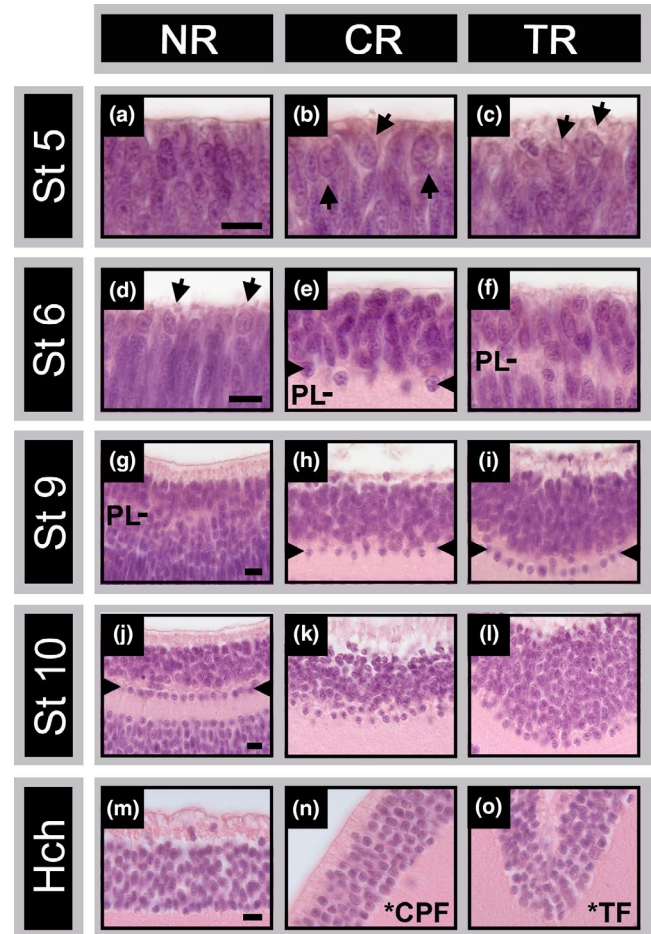 NR CR TR
St 5
(a) (b) (c)
St 6
(d) (e) (f)
PL- PL-
St 9
(g) (h) (i)
PL-
St 10
(j) (k) (l)
Hch
(m) (n) (o)
*CPF *TF